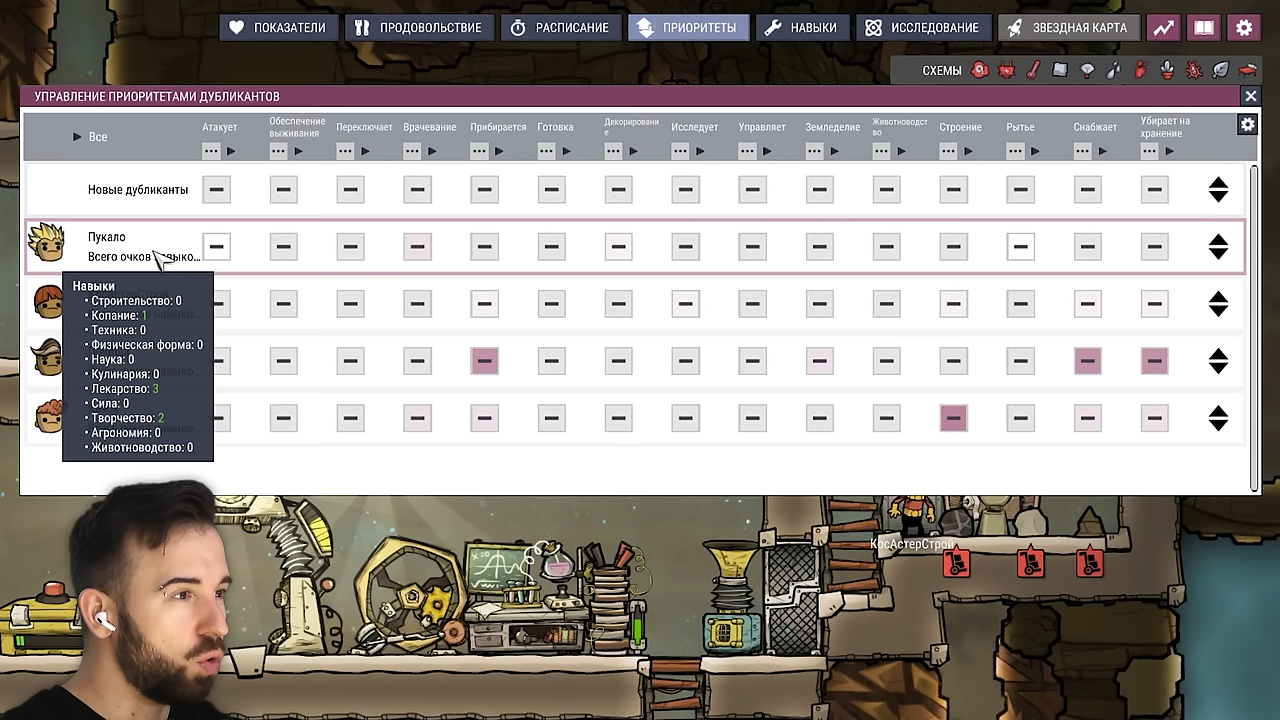 ПОКАЗАТЕЛИ
ПРОДОВОЛЬСТВИЕ
РАСПИСАНИЕ
ПРИОРИТЕТЫ
НАВЫКИ
ИССЛЕДОВАНИЕ
ЗВЕЗДНАЯ КАРТА
СХЕМЫ
УПРАВЛЕНИЕ ПРИОРИТЕТАМИ ДУБЛИКАНТОВ
Все
Атакует
Обеспечение
выживания
Переключает
Врачевание
Прибирается
Готовка
Декорировани
е
Исследует
Управляет
Земледелие
Животноводст
во
Строение
Рытье
Снабжает
Убирает на
хранение
Новые дубликанты
Пукало
Всего очков
Навыки
• Строительство: 0
• Копание: 1
• Техника: 0
• Физическая форма: 0
• Наука: 0
• Кулинария: 0
• Лекарство: 3
• Сила: 0
• Творчество: 2
• Агрономия: 0
• Животноводство: 0
КосАстерСтрой